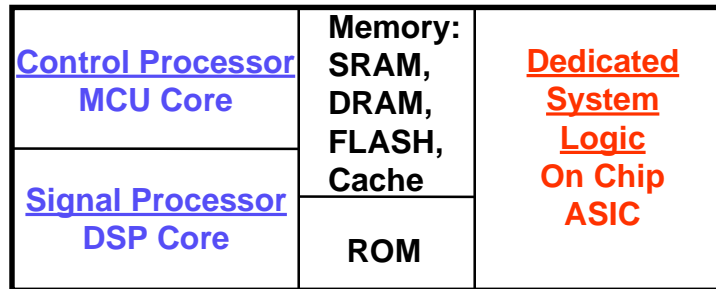 Control Processor
MCU Core
Signal Processor
DSP Core
Memory:
SRAM,
DRAM,
FLASH,
Cache
ROM
Dedicated
System
Logic
On Chip
ASIC